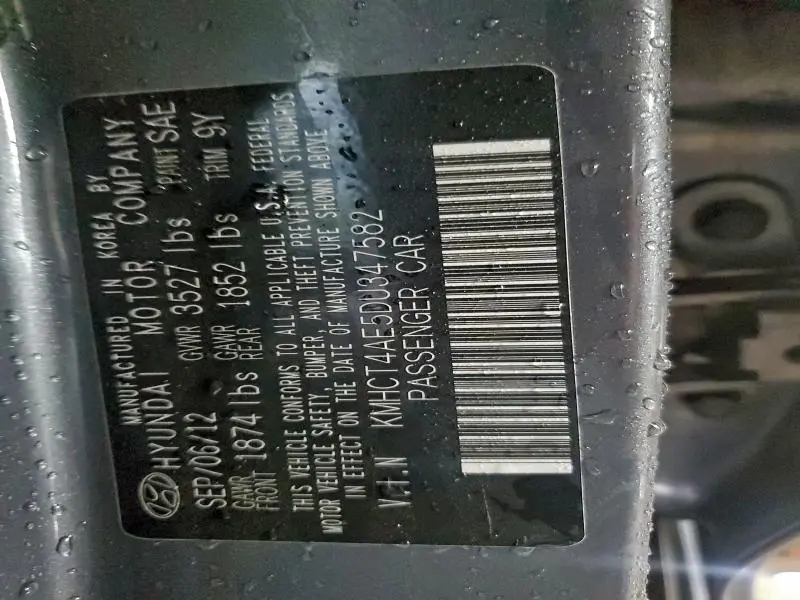 MANUFACTURED IN KOREA BY
HYUNDAI MOTOR COMPANY
SEP/06/12 GVWR 3527 lbs PAINT SAE
GAWR FRONT 1874 lbs GAWR REAR 1852 lbs TRIM 9Y
THIS VEHICLE CONFORMS TO ALL APPLICABLE U.S.A. FEDERAL
MOTOR VEHICLE SAFETY, BUMPER, AND THEFT PREVENTION STANDARDS
IN EFFECT ON THE DATE OF MANUFACTURE SHOWN ABOVE
V.I.N KMHCT4AE5DU347582
PASSENGER CAR